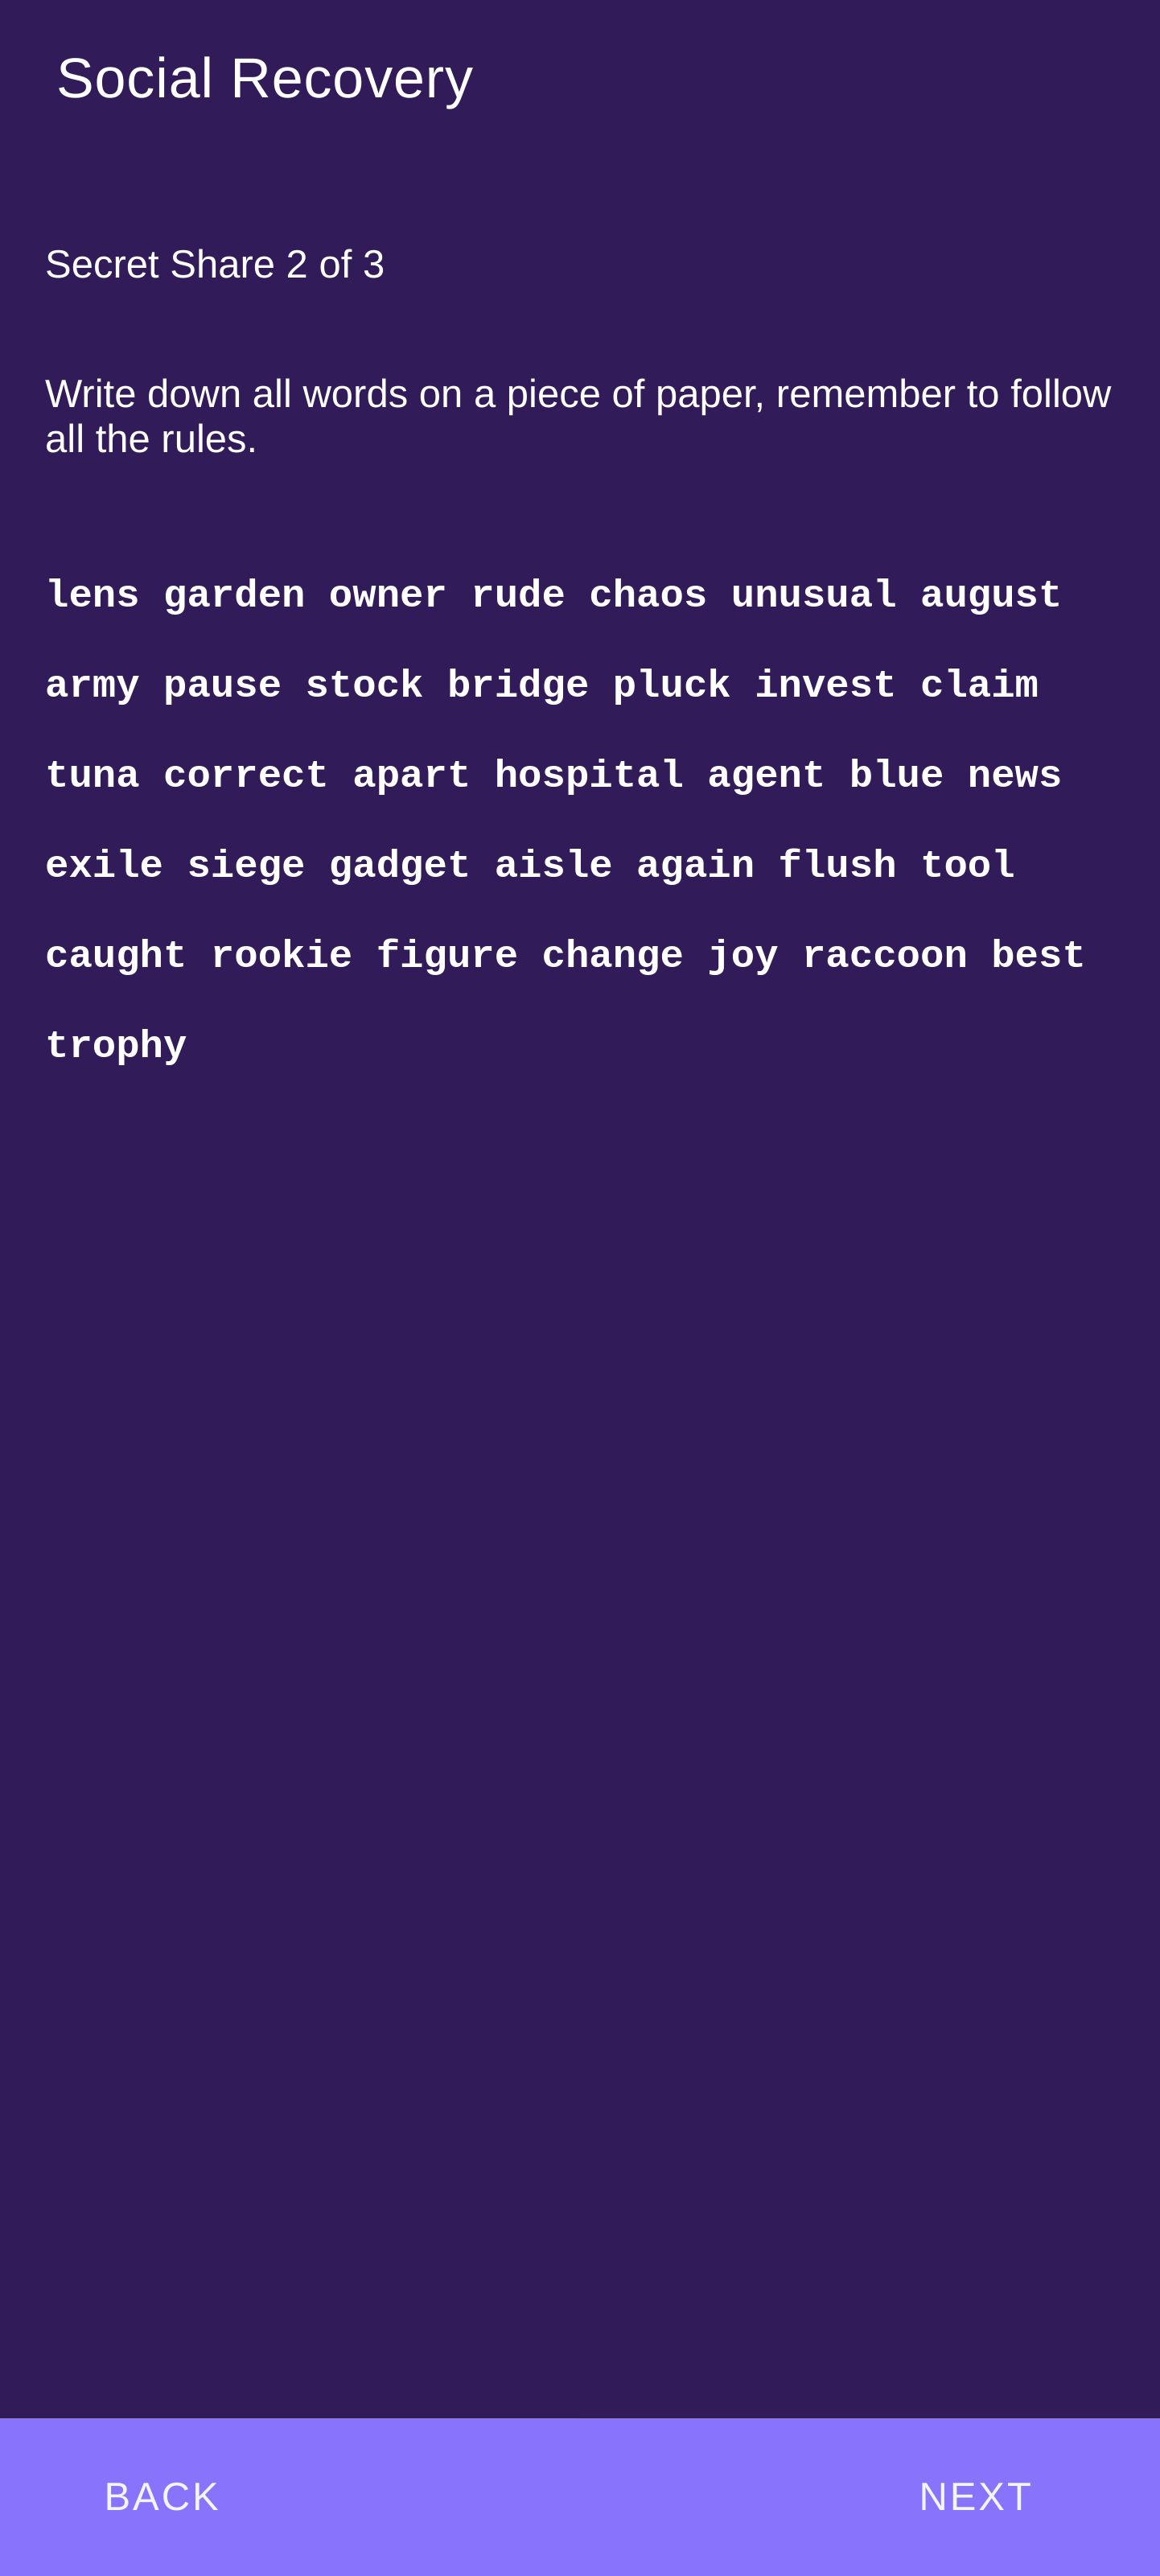 Social Recovery
Secret Share 2 of 3
Write down all words on a piece of paper, remember to follow
all the rules.
lens garden owner rude chaos unusual august
army pause stock bridge pluck invest claim
tuna correct apart hospital agent blue news
exile siege gadget aisle again flush tool
caught rookie figure change joy raccoon best
trophy
BACK NEXT